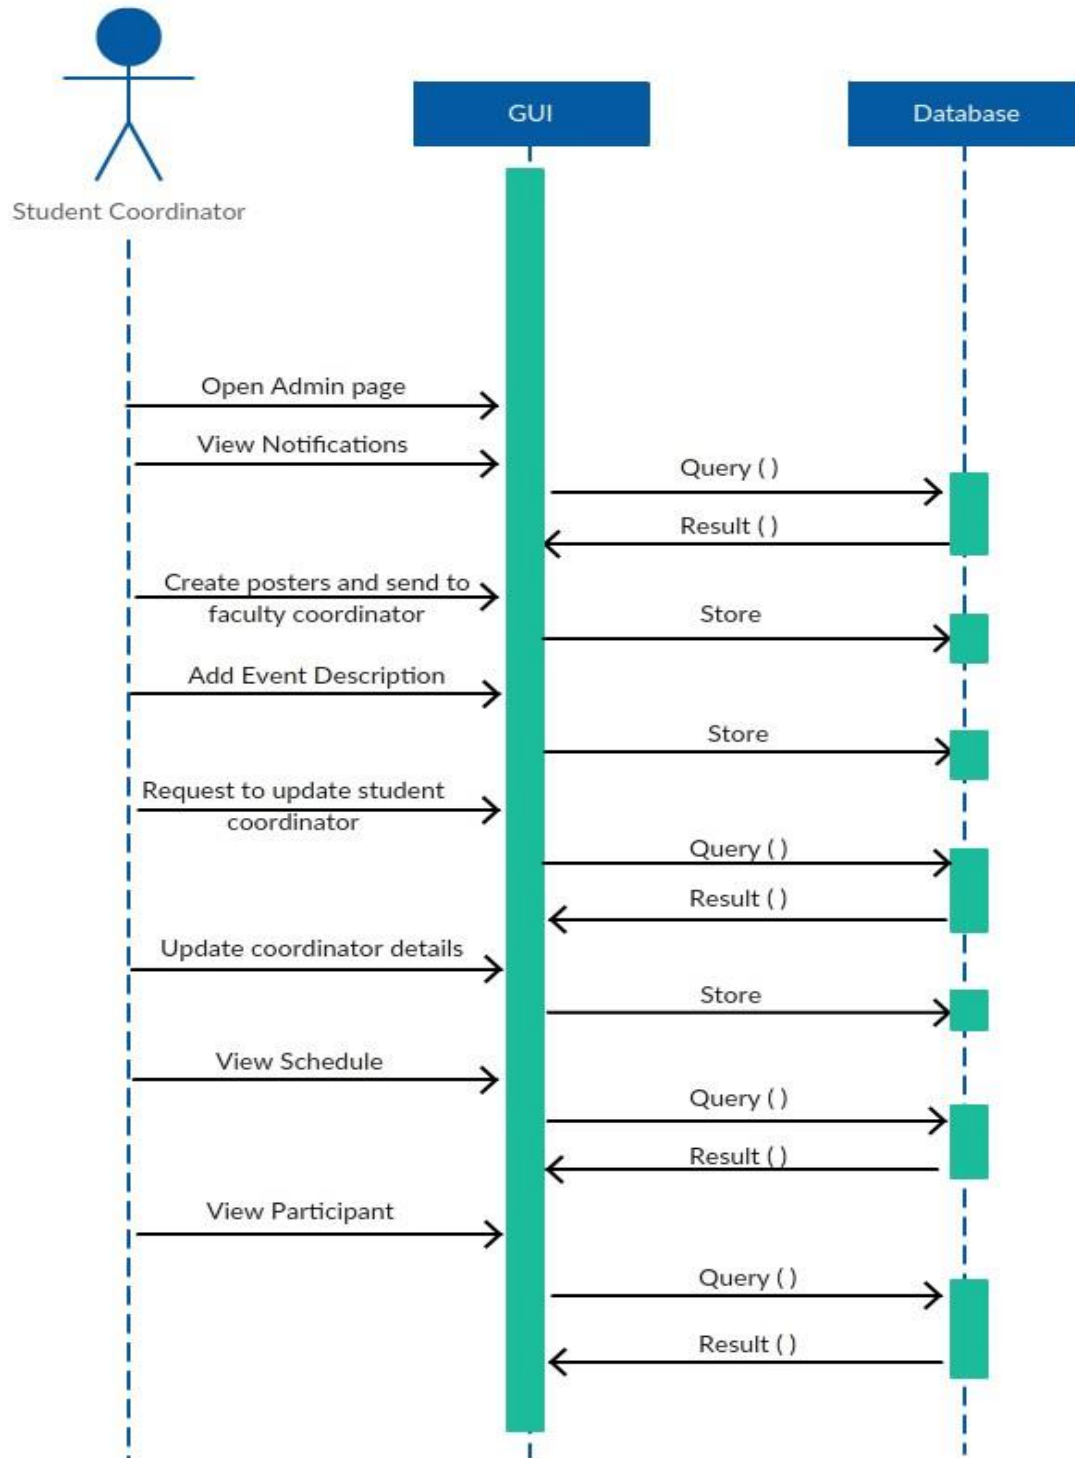 GUI
Database
Student Coordinator
Open Admin page
View Notifications
Query ( )
Result ( )
Create posters and send to
faculty coordinator
Store
Add Event Description
Store
Request to update student
coordinator
Query ( )
Result ( )
Update coordinator details
Store
View Schedule
Query ( )
Result ( )
View Participant
Query ( )
Result ( )